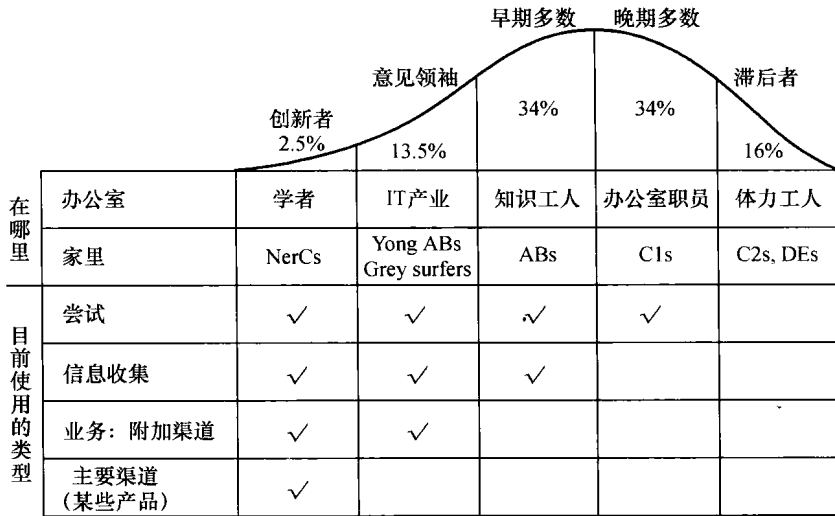 早期多数 晚期多数
意见领袖 滞后者
创新者 34% 34%
2.5% 13.5% 16%
在哪里
办公室 学者 IT产业 知识工人 办公室职员 体力工人
家里 NerCs Yong ABs ABs C1s C2s, DEs
Grey surfers
目前使用的类型
尝试 √ √ √ √
信息收集 √ √ √
业务：附加渠道 √ √
主要渠道 √
(某些产品)